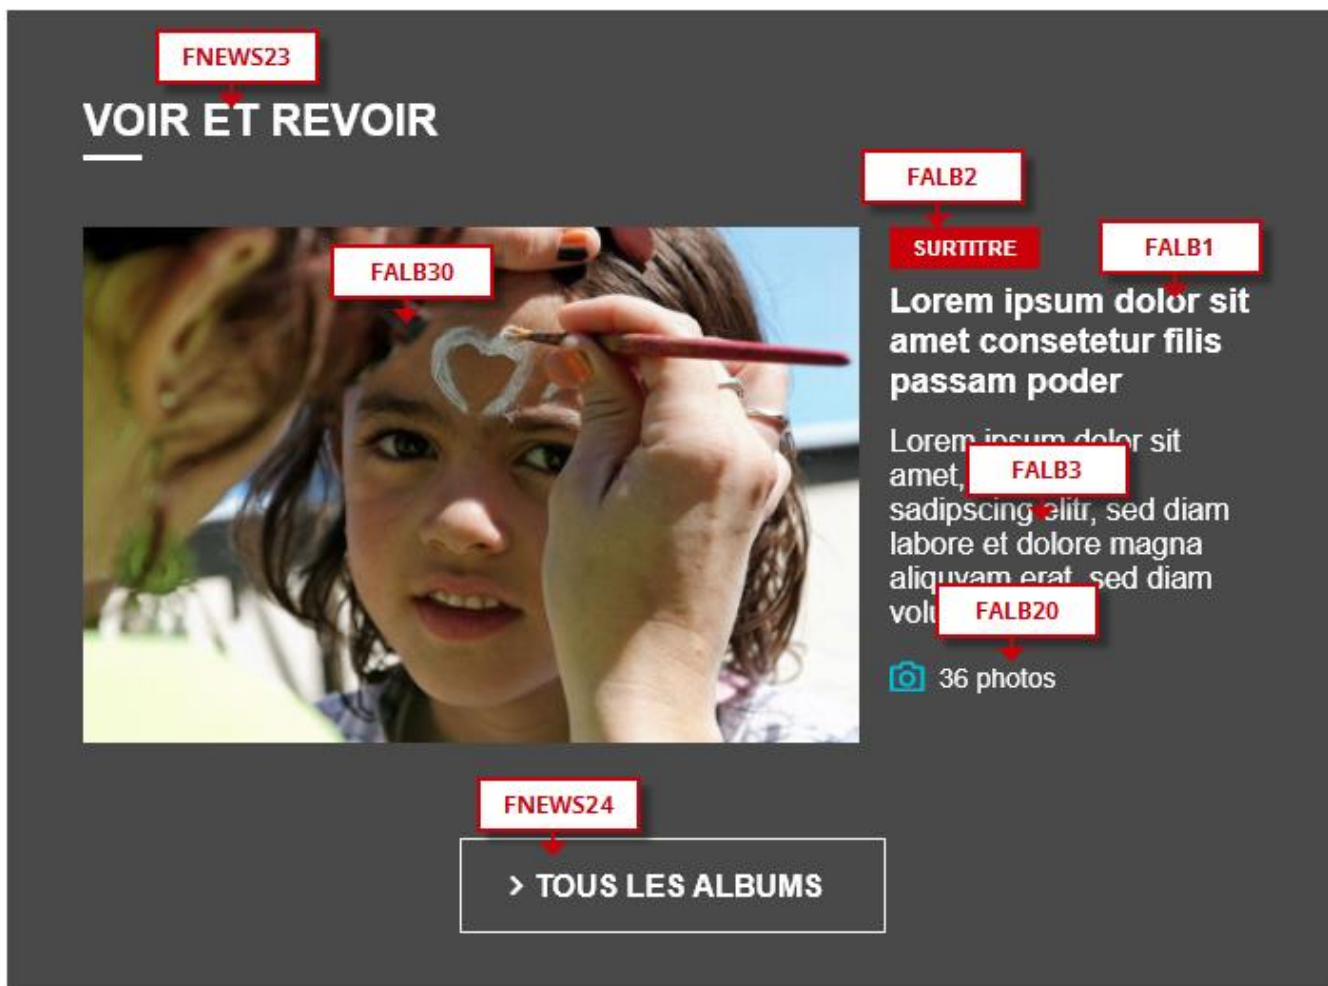 FNEWS23
VOIR ET REVOIR
FALB2
SURTITRE
FALB1
FALB30
Lorem ipsum dolor sit
amet consetetur filis
passam poder
Lorem ipsum dolor sit
amet,
FALB3
sadipscing elitr, sed diam
labore et dolore magna
aliquyam erat, sed diam
FALB20
36 photos
FNEWS24
> TOUS LES ALBUMS